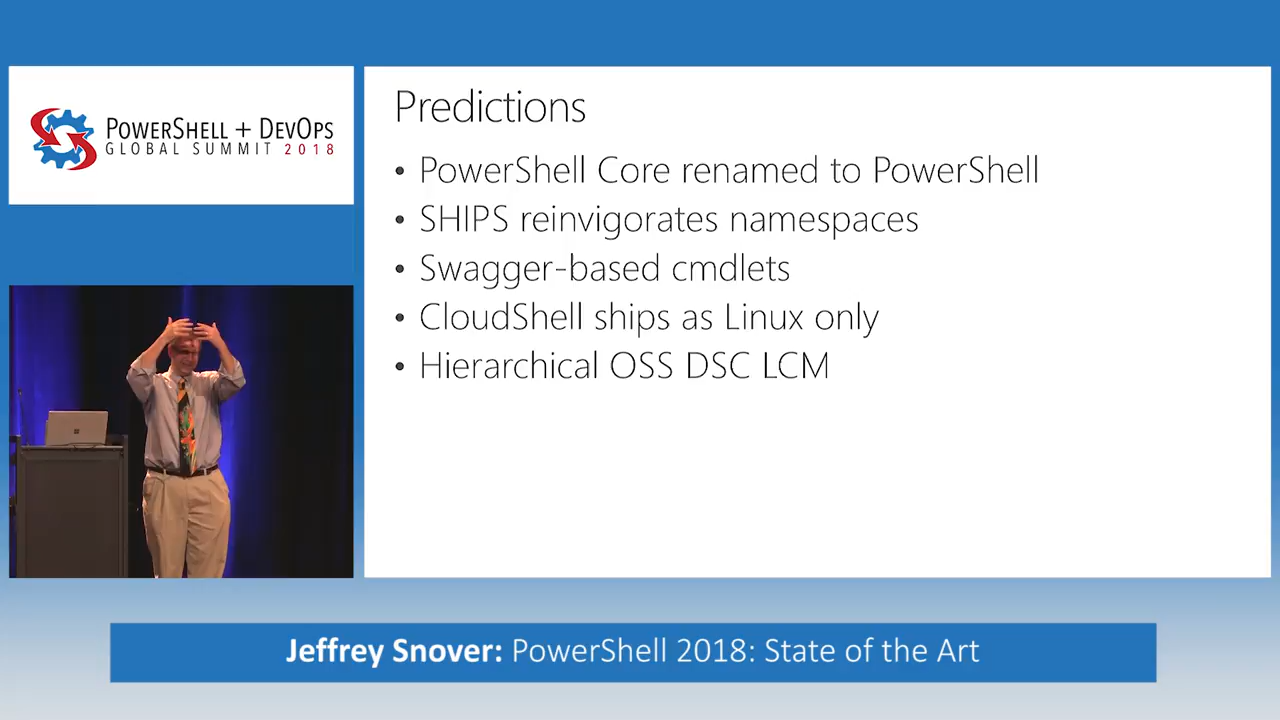 POWERSHELL + DEVOPS
GLOBAL SUMMIT 2018
Predictions
• PowerShell Core renamed to PowerShell
• SHIPS reinvigorates namespaces
• Swagger-based cmdlets
• CloudShell ships as Linux only
• Hierarchical OSS DSC LCM
Jeffrey Snover: PowerShell 2018: State of the Art